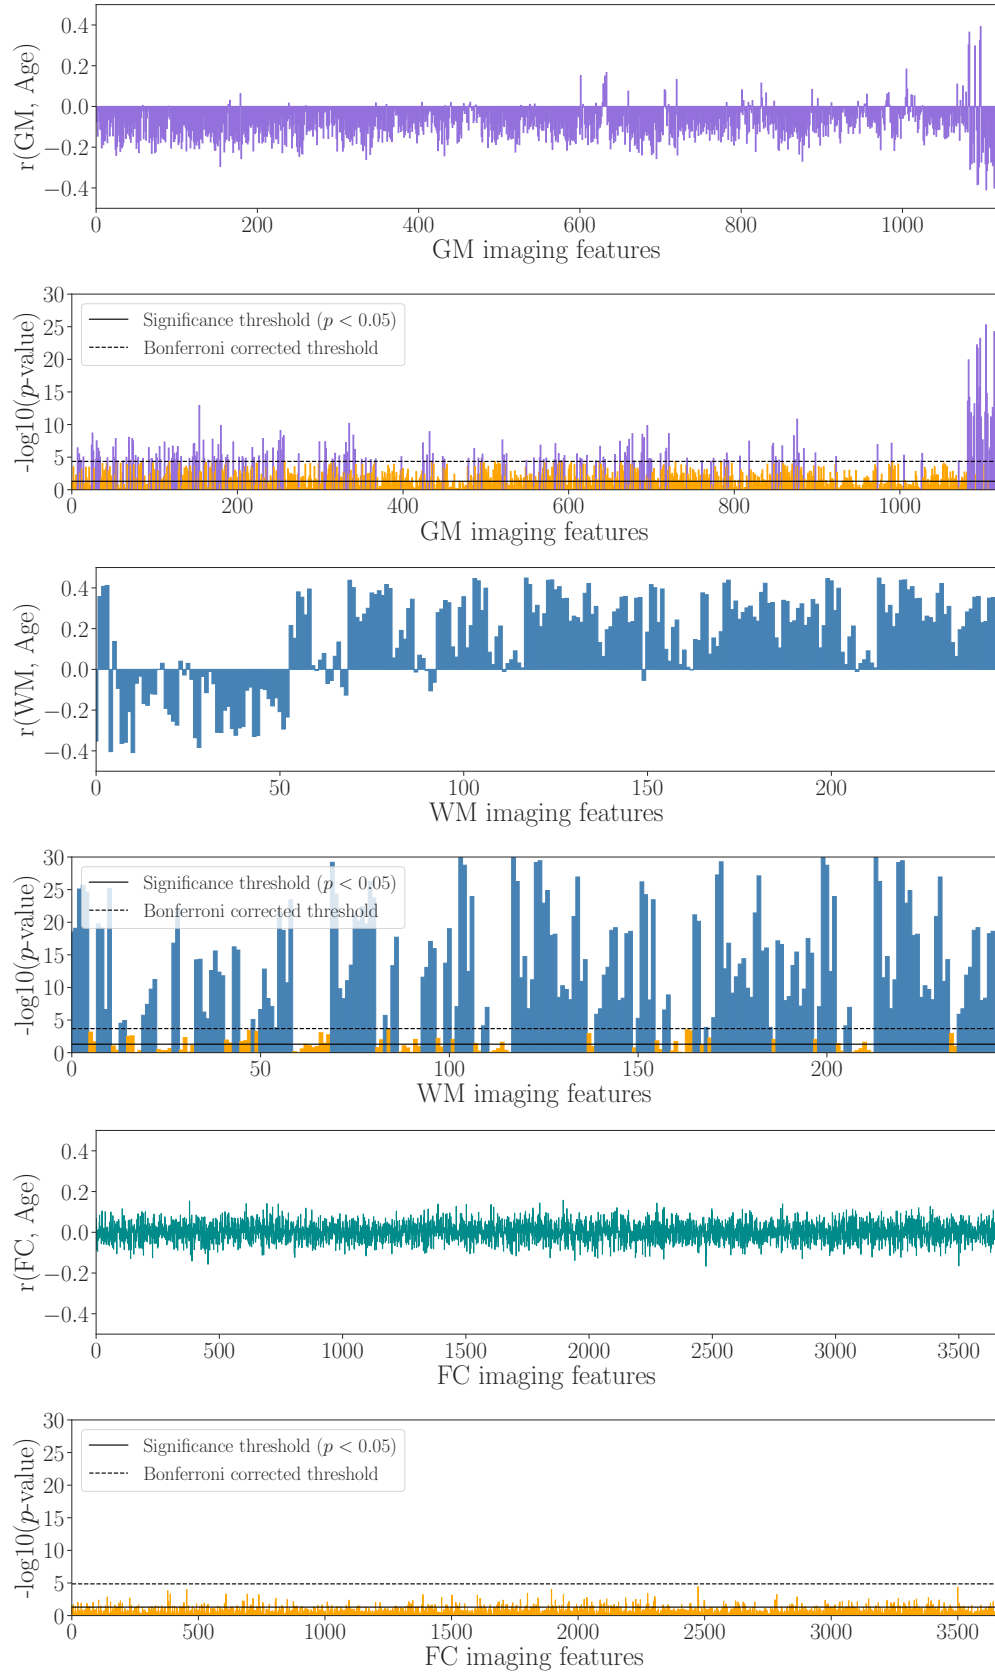 r(GM, Age)
0.4
0.2
0.0
−0.2
−0.4
0 200 400 600 800 1000
GM imaging features
-log10(p-value)
30
25
20
15
10
5
0
Significance threshold (p < 0.05)
Bonferroni corrected threshold
0 200 400 600 800 1000
GM imaging features
r(WM, Age)
0.4
0.2
0.0
−0.2
−0.4
0 50 100 150 200
WM imaging features
-log10(p-value)
30
25
20
15
10
5
0
Significance threshold (p < 0.05)
Bonferroni corrected threshold
0 50 100 150 200
WM imaging features
r(FC, Age)
0.4
0.2
0.0
−0.2
−0.4
0 500 1000 1500 2000 2500 3000 3500
FC imaging features
-log10(p-value)
30
25
20
15
10
5
0
Significance threshold (p < 0.05)
Bonferroni corrected threshold
0 500 1000 1500 2000 2500 3000 3500
FC imaging features